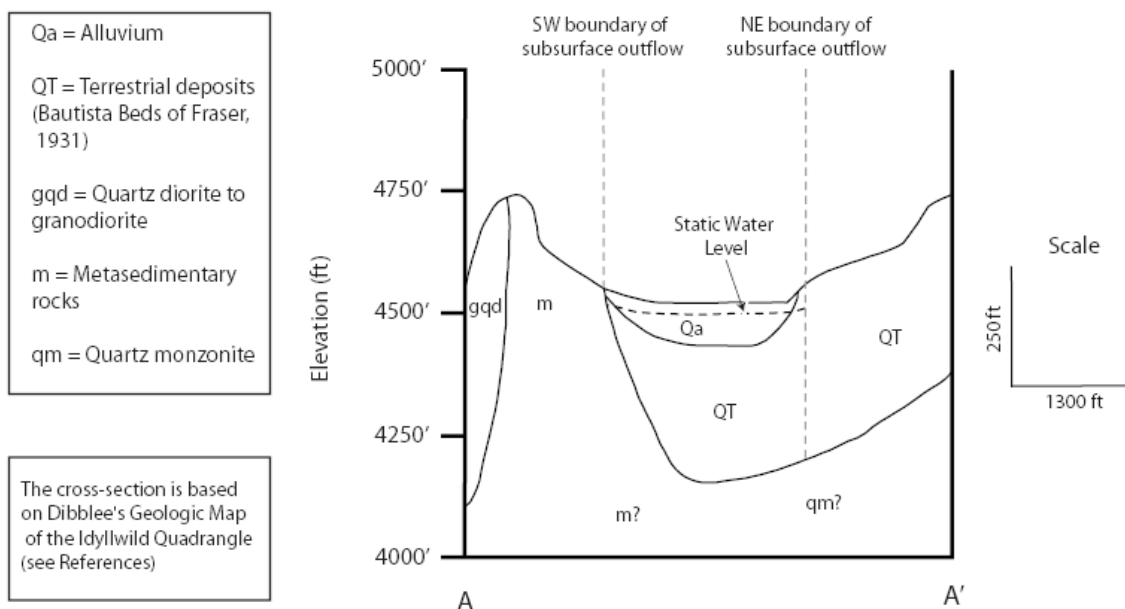 Qa = Alluvium
QT = Terrestrial deposits
(Bautista Beds of Fraser,
1931)
gqd = Quartz diorite to
granodiorite
m = Metasedimentary
rocks
qm = Quartz monzonite
The cross-section is based
on Dibblee's Geologic Map
of the Idyllwild Quadrangle
(see References)
SW boundary of
subsurface outflow
NE boundary of
subsurface outflow
5000'
4750'
4500'
4250'
4000'
Elevation (ft)
Static Water
Level
gqd
m
Qa
QT
QT
m?
qm?
A
A'
Scale
250 ft
1300 ft